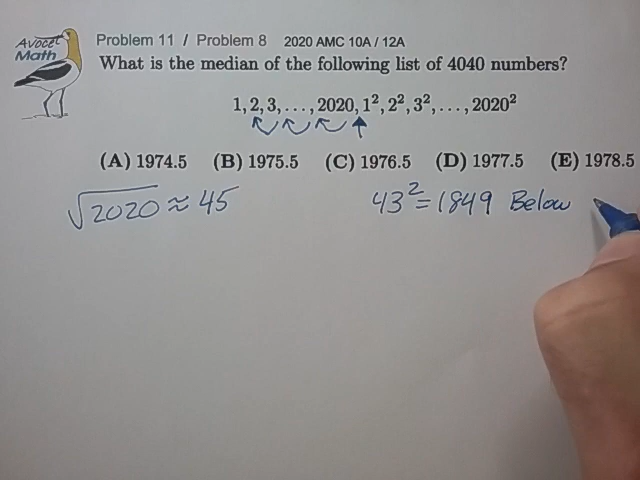 Avocet
Math
Problem 11 / Problem 8 2020 AMC 10A / 12A
What is the median of the following list of 4040 numbers?
1, 2, 3, . . . , 2020, 1², 2², 3², . . . , 2020²
(A) 1974.5 (B) 1975.5 (C) 1976.5 (D) 1977.5 (E) 1978.5
√2020 ≈ 45 43² = 1849 Below